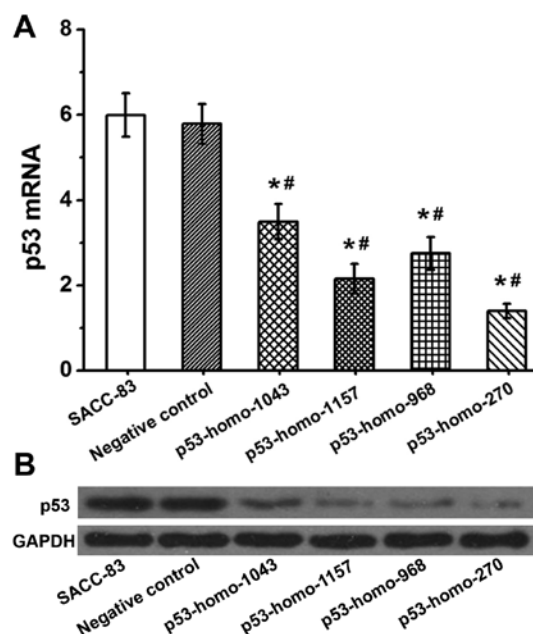 A
8
6
4
2
0
p53 mRNA
*#
*#
*#
*#
SACC-83
Negative control
p53-homo-1043
p53-homo-1157
p53-homo-968
p53-homo-270
B
p53
GAPDH
SACC-83
Negative control
p53-homo-1043
p53-homo-1157
p53-homo-968
p53-homo-270